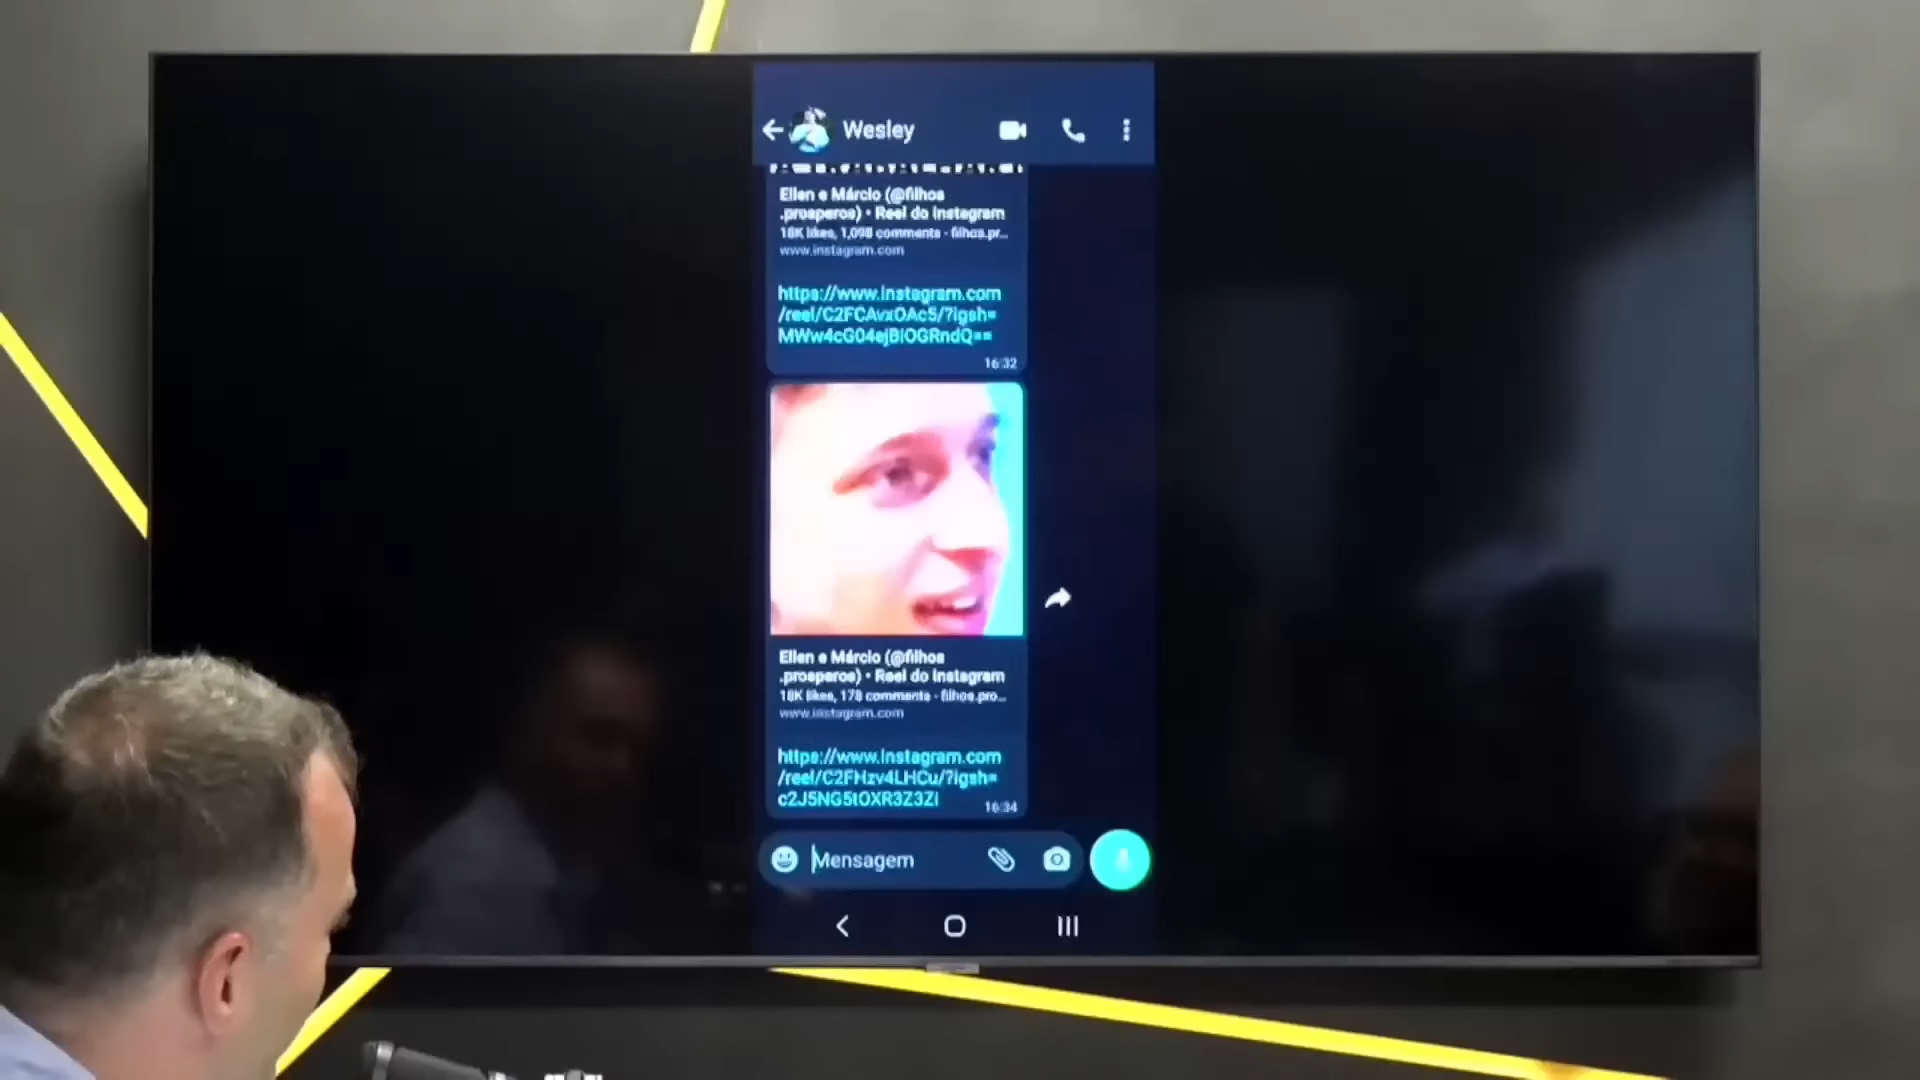 Wesley
Ellen e Márcio (@filhos
.prosperos) • Reel do Instagram
18K likes, 1,098 comments - filhos.pr...
www.instagram.com
https://www.instagram.com
/reel/C2FCAvxOAc5/?igsh=
MWw4cG04ejBlOGRndQ==
16:32
Ellen e Márcio (@filhos
.prosperos) • Reel do Instagram
18K likes, 178 comments - filhos.pro...
www.instagram.com
https://www.instagram.com
/reel/C2FHzv4LHCu/?igsh=
c2J5NG5tOXR3Z3Zi
16:34
Mensagem